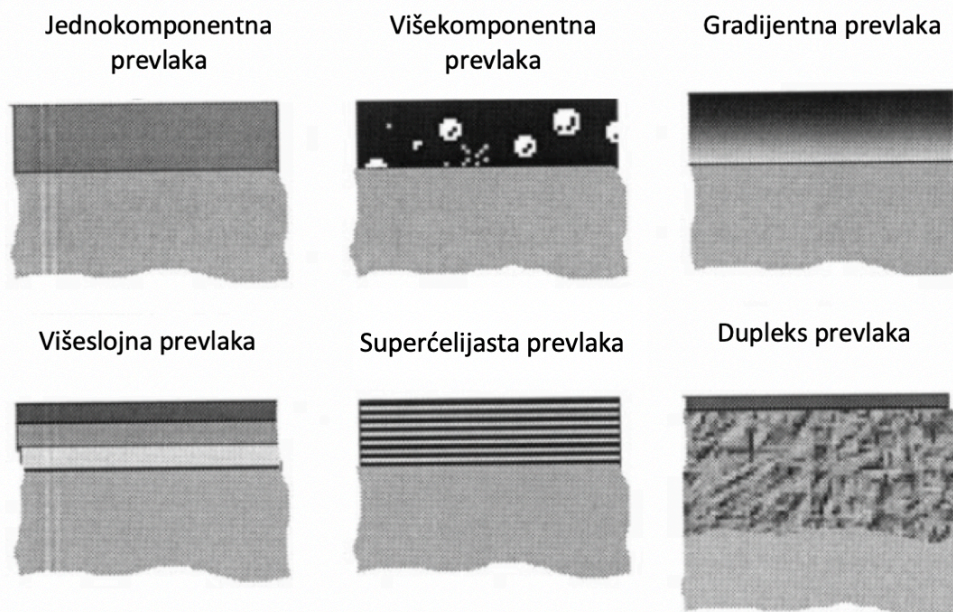 Jednokomponentna
prevlaka
Višekomponentna
prevlaka
Gradijentna prevlaka
Višeslojna prevlaka
Superćelijasta prevlaka
Dupleks prevlaka